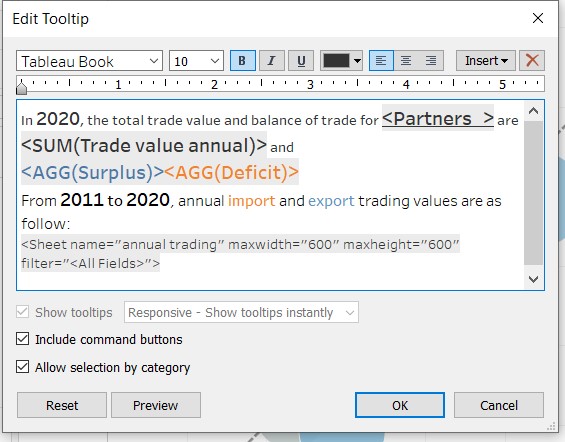 Edit Tooltip
Tableau Book 10 B I U Insert
1 2 3 4 5
In 2020, the total trade value and balance of trade for <Partners > are
<SUM(Trade value annual)> and
<AGG(Surplus)><AGG(Deficit)>
From 2011 to 2020, annual import and export trading values are as
follow:
<Sheet name="annual trading" maxwidth="600" maxheight="600"
filter="<All Fields>">
Show tooltips Responsive - Show tooltips instantly
Include command buttons
Allow selection by category
Reset Preview OK Cancel